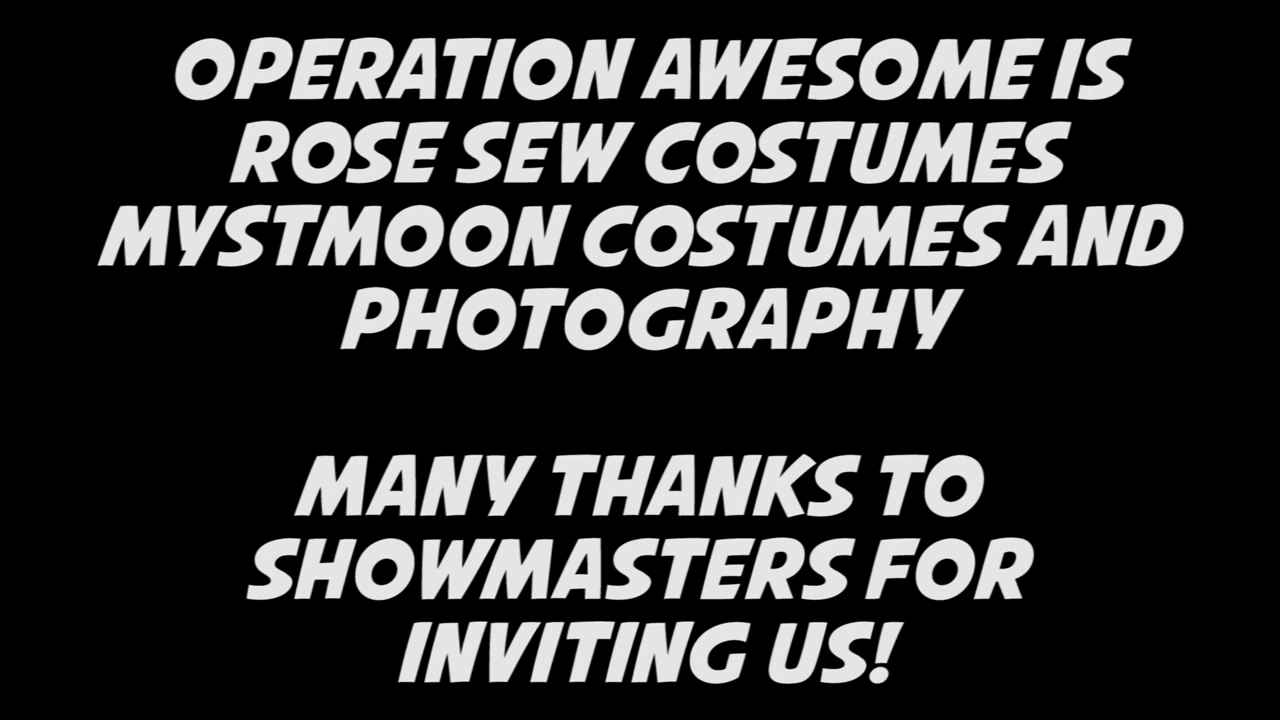 OPERATION AWESOME IS
ROSE SEW COSTUMES
MYSTMOON COSTUMES AND
PHOTOGRAPHY
MANY THANKS TO
SHOWMASTERS FOR
INVITING US!